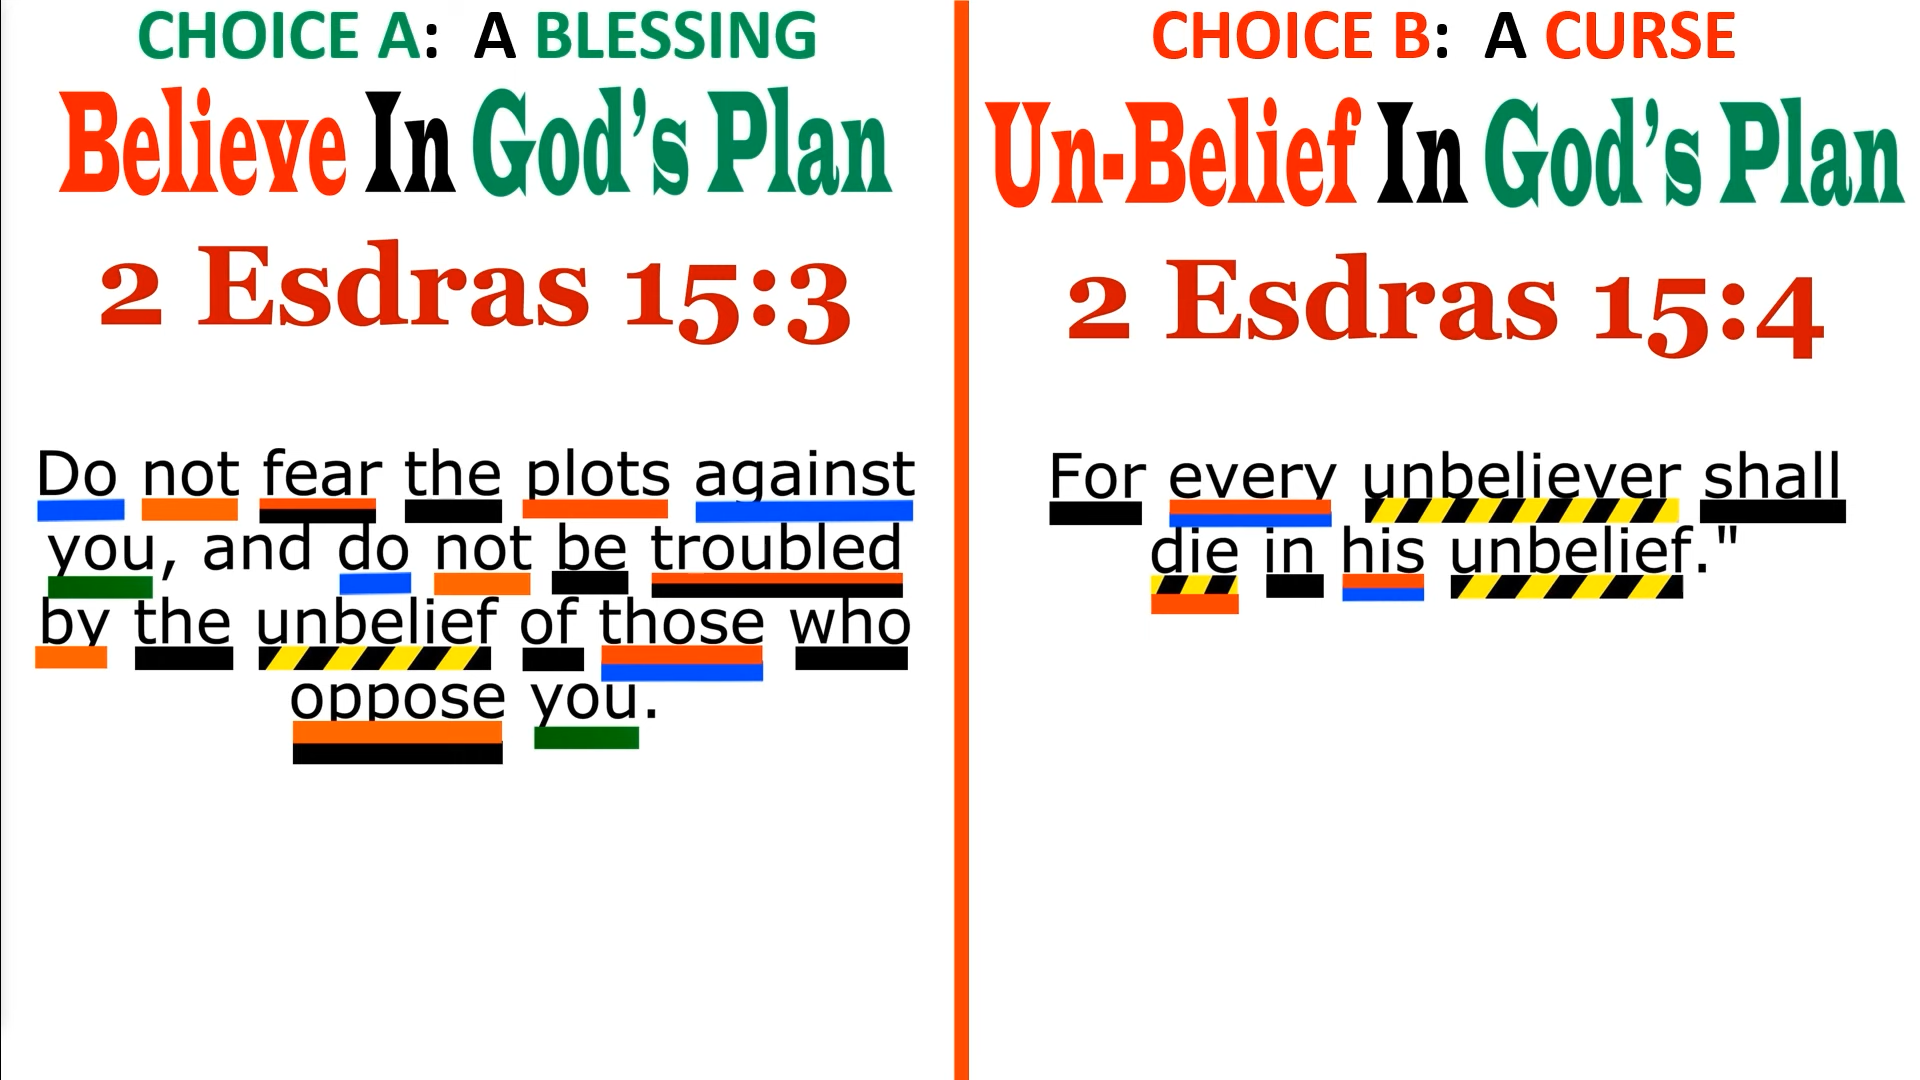 CHOICE A: A BLESSING
Believe In God's Plan
2 Esdras 15:3
Do not fear the plots against
you, and do not be troubled
by the unbelief of those who
oppose you.
CHOICE B: A CURSE
Un-Belief In God's Plan
2 Esdras 15:4
For every unbeliever shall
die in his unbelief."